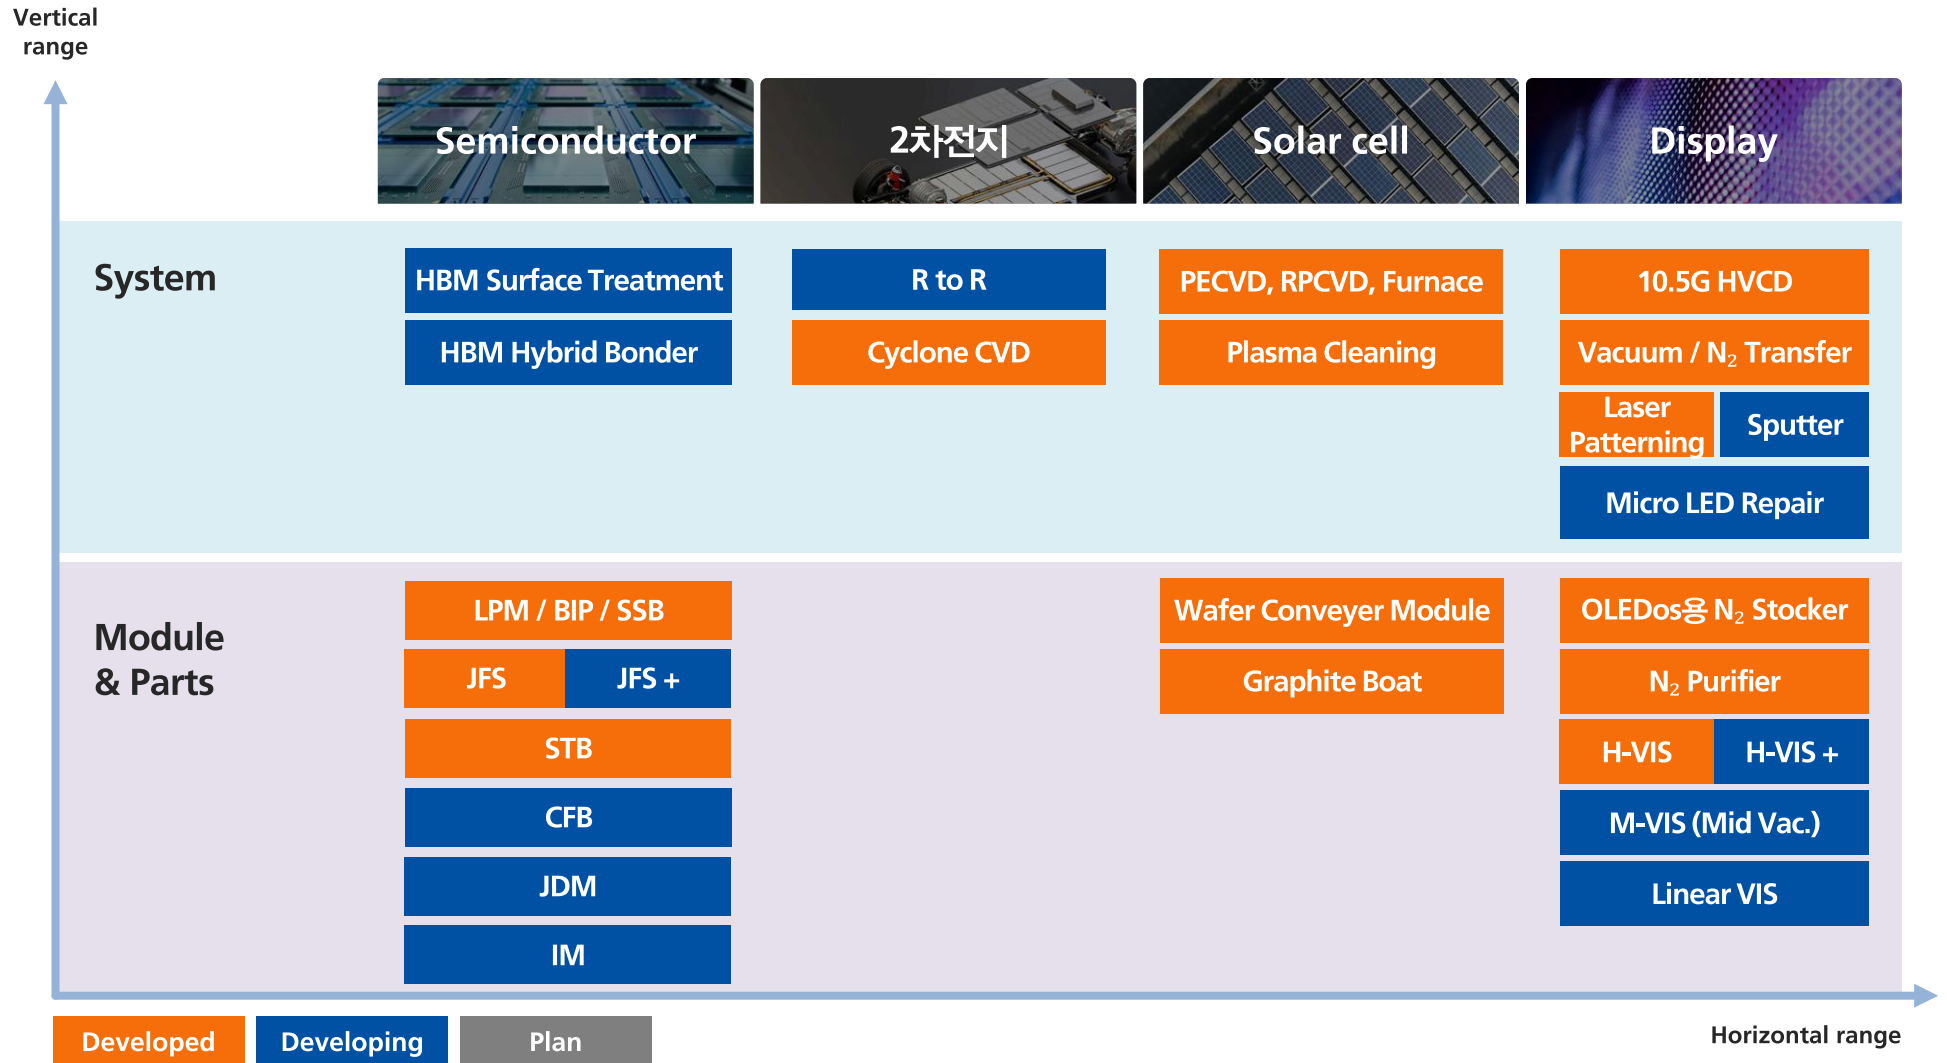 Vertical
range
Semiconductor
2차전지
Solar cell
Display
System
HBM Surface Treatment
R to R
PECVD, RPCVD, Furnace
10.5G HVCD
HBM Hybrid Bonder
Cyclone CVD
Plasma Cleaning
Vacuum / N₂ Transfer
Laser
Patterning
Sputter
Micro LED Repair
Module
& Parts
LPM / BIP / SSB
Wafer Conveyer Module
OLEDos용 N₂ Stocker
JFS
JFS +
Graphite Boat
N₂ Purifier
STB
H-VIS
H-VIS +
CFB
M-VIS (Mid Vac.)
JDM
Linear VIS
IM
Developed
Developing
Plan
Horizontal range